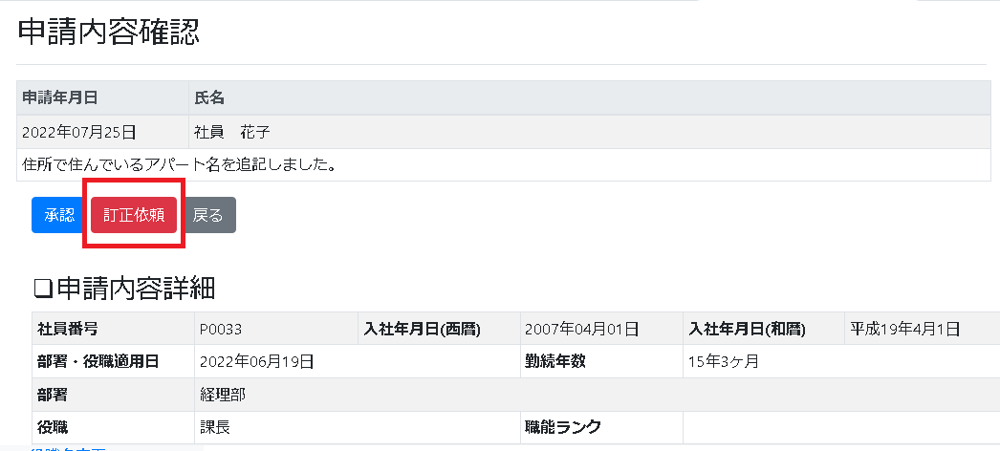 申請内容確認
申請年月日 氏名
2022年07月25日 社員 花子
住所で住んでいるアパート名を追記しました。
承認 訂正依頼 戻る
❏申請内容詳細
社員番号 P0033 入社年月日(西暦) 2007年04月01日 入社年月日(和暦) 平成19年4月1日
部署・役職適用日 2022年06月19日 勤続年数 15年3ケ月
部署 経理部
役職 課長 職能ランク